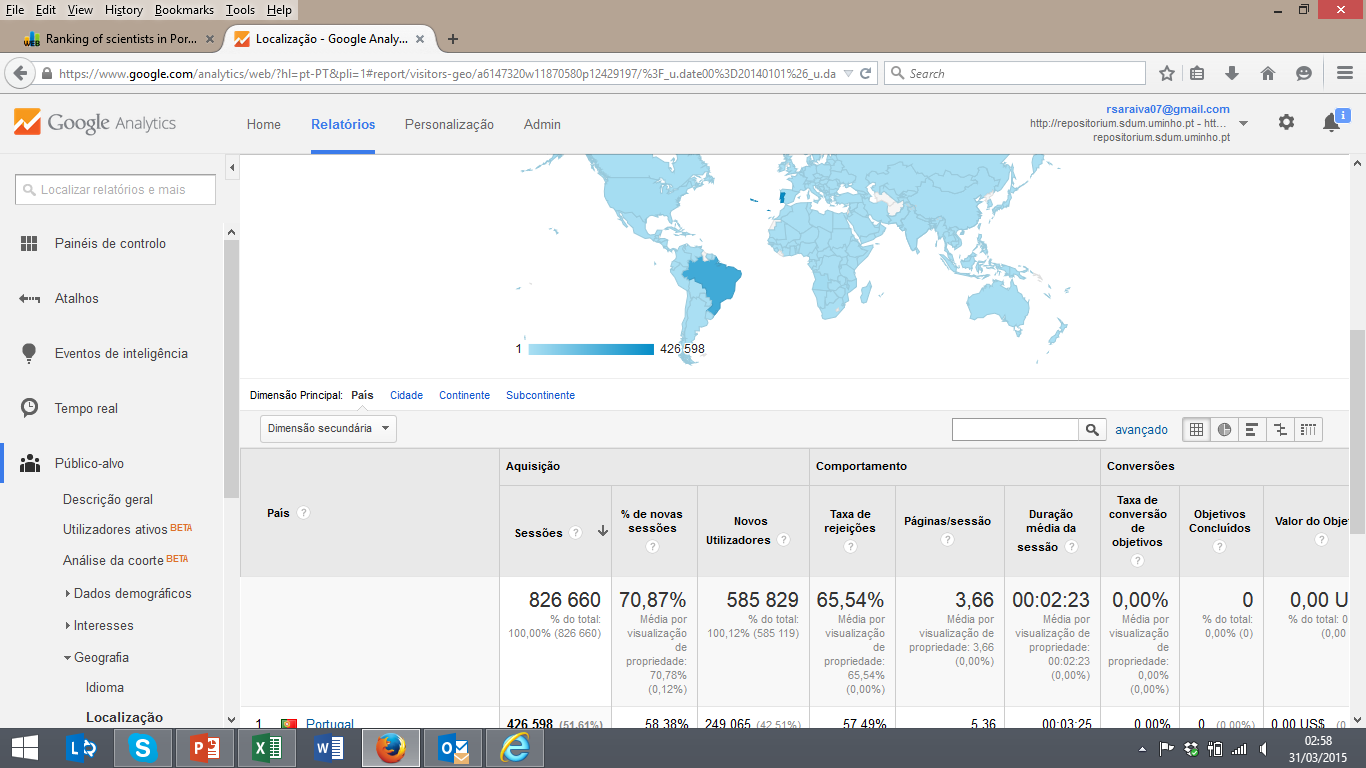 File Edit View History Bookmarks Tools Help
Ranking of scientists in Por... Localização - Google Analy...
https://www.google.com/analytics/web/?hl=pt-PT&pli=1#report/visitors-geo/a6147320w11870580p12429197/%3F_u.date00%3D20140101%26_u.da
Search
Google Analytics
Home Relatórios Personalização Admin
rsaraiva07@gmail.com
http://repositorium.sdum.uminho.pt - htt...
repositorium.sdum.uminho.pt
Localizar relatórios e mais
Painéis de controlo
Atalhos
Eventos de inteligência
Tempo real
Público-alvo
Descrição geral
Utilizadores ativos BETA
Análise da coorte BETA
Dados demográficos
Interesses
Geografia
Idioma
Localização
1 426 598
Dimensão Principal: País Cidade Continente Subcontinente
Dimensão secundária
avançado
País
Aquisição
Comportamento
Conversões
Sessões
% de novas sessões
Novos Utilizadores
Taxa de rejeições
Páginas/sessão
Duração média da sessão
Taxa de conversão de objetivos
Objetivos Concluídos
Valor do Objet
826 660
% do total:
100,00% (826 660)
70,87%
Média por
visualização
de
propriedade:
70,78%
(0,12%)
585 829
% do total:
100,12% (585 119)
65,54%
Média por
visualização
de
propriedade:
65,54%
(0,00%)
3,66
Média por
visualização de
propriedade: 3,66
(0,00%)
00:02:23
Média por
visualização de
propriedade:
00:02:23
(0,00%)
0,00%
Média por
visualização
de
propriedade:
0,00%
(0,00%)
0
% do total:
0,00% (0)
0,00 U
% do total: 0
(0,00
1 Portugal 426 598 (51,61%) 58,38% 249 065 (42,51%) 57,49% 5,36 00:03:25 0,00% 0 (0,00%) 0,00 US$ (0
02:58
31/03/2015